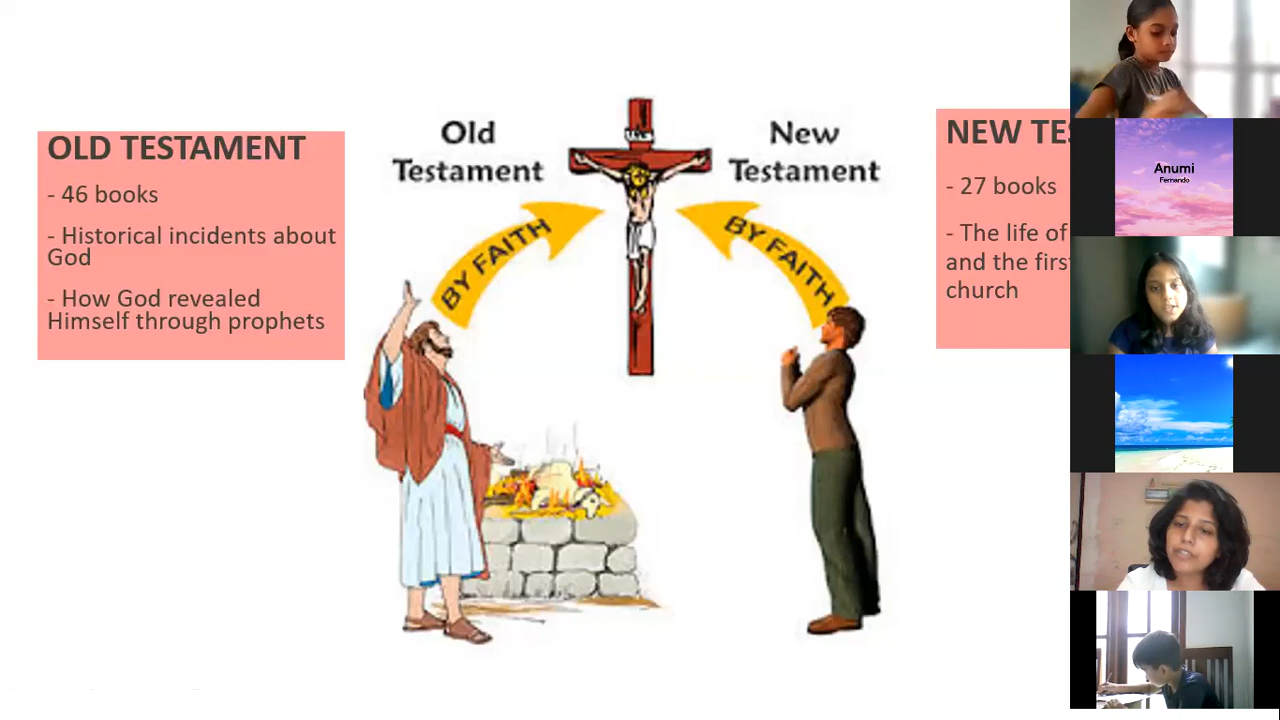 OLD TESTAMENT
- 46 books
- Historical incidents about
God
- How God revealed
Himself through prophets
Old
Testament
New
Testament
BY FAITH
BY FAITH
NEW TES
- 27 books
- The life of
and the firs
church
Anumi
Fernando